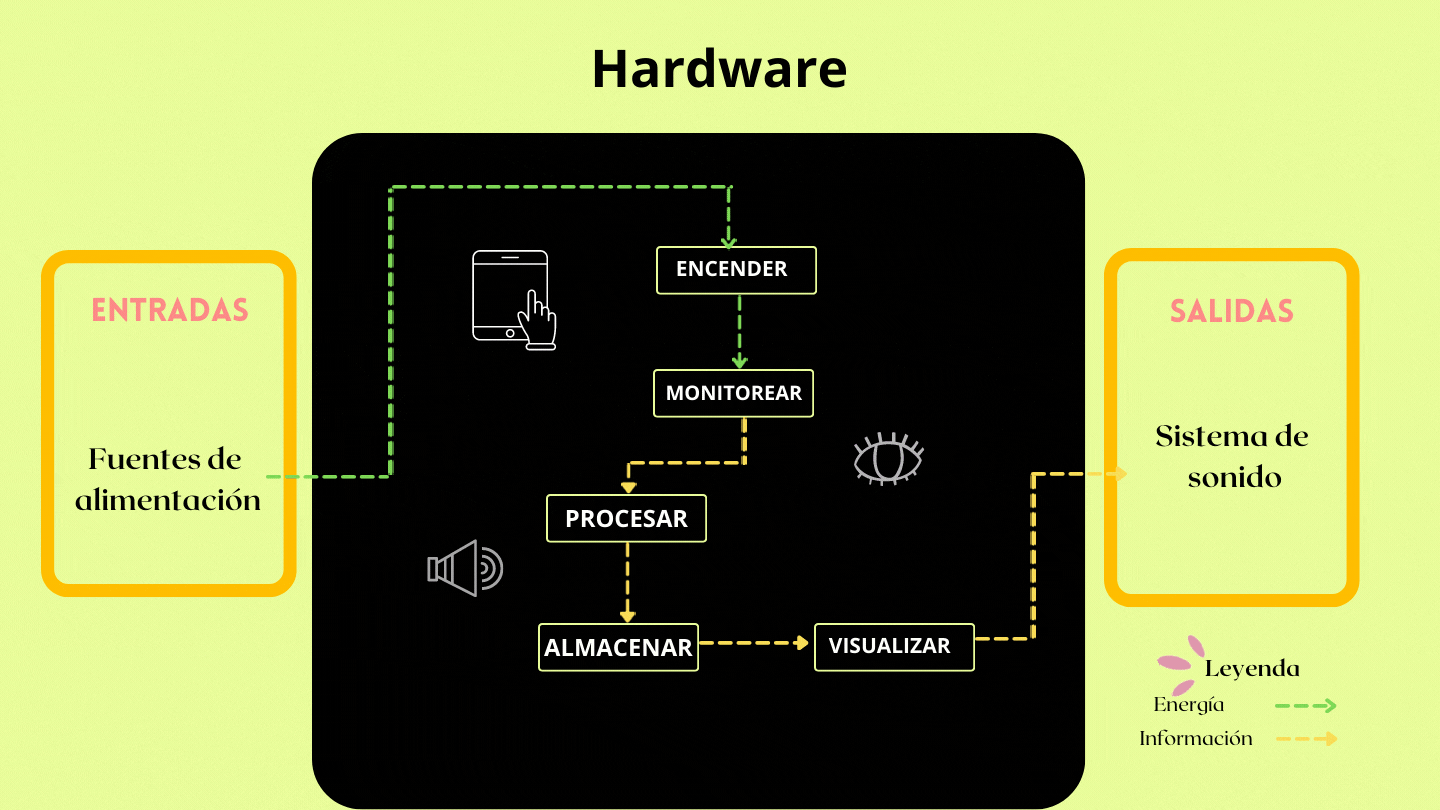 Hardware
ENTRADAS
Fuentes de
alimentación
ENCENDER
MONITOREAR
PROCESAR
ALMACENAR
VISUALIZAR
SALIDAS
Sistema de
sonido
Leyenda
Energía
Información